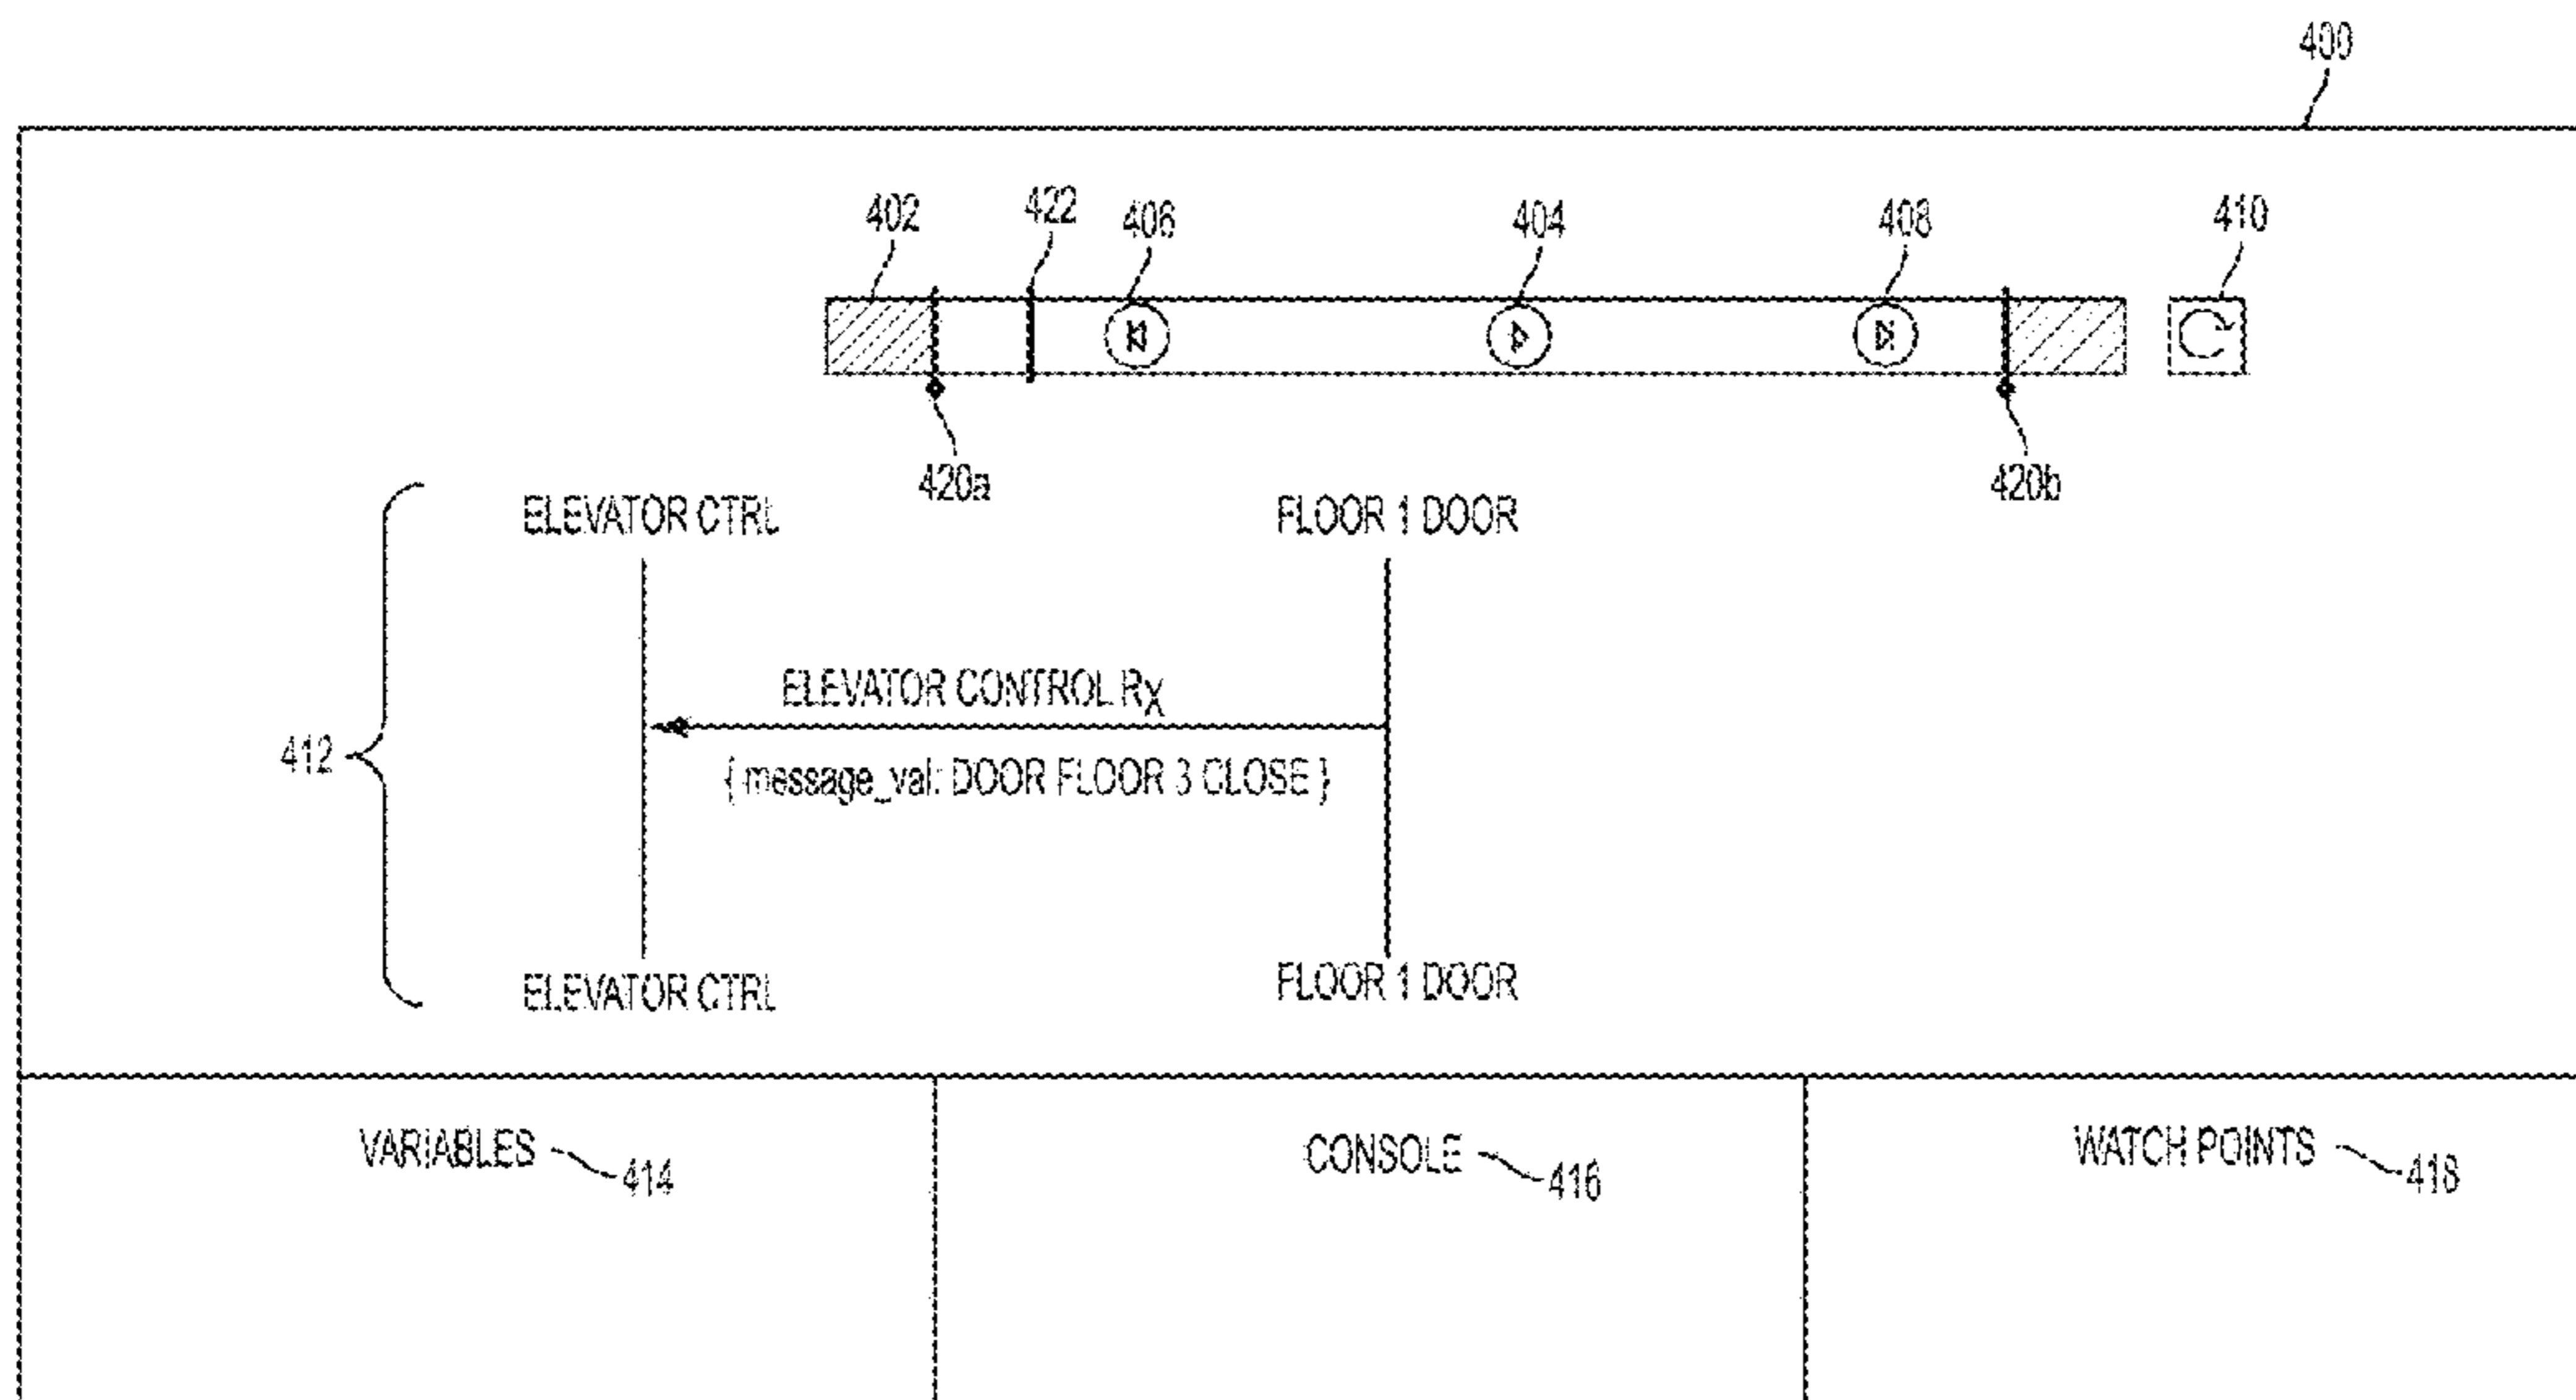 400
402
422
406
404
408
410
420a
420b
ELEVATOR CTRL
FLOOR 1 DOOR
ELEVATOR CONTROL RX
412
{ message_val: DOOR FLOOR 3 CLOSE }
ELEVATOR CTRL
FLOOR 1 DOOR
VARIABLES
414
CONSOLE
416
WATCH POINTS
418